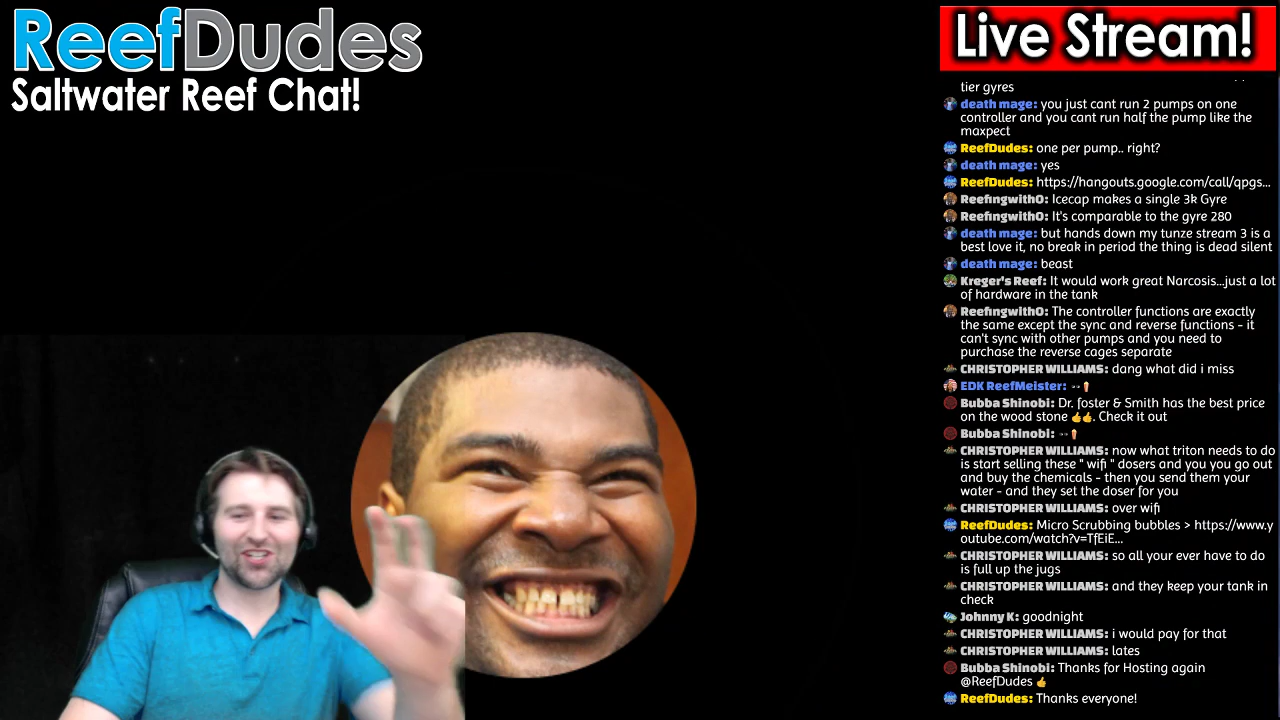 ReefDudes
Saltwater Reef Chat!
Live Stream!
tier gyres
death mage: you just cant run 2 pumps on one
controller and you cant run half the pump like the
maxpect
ReefDudes: one per pump.. right?
death mage: yes
ReefDudes: https://hangouts.google.com/call/qpgs...
ReefingwithO: Icecap makes a single 3k Gyre
ReefingwithO: It's comparable to the gyre 280
death mage: but hands down my tunze stream 3 is a
best love it, no break in period the thing is dead silent
death mage: beast
Kreger's Reef: It would work great Narcosis...just a lot
of hardware in the tank
ReefingwithO: The controller functions are exactly
the same except the sync and reverse functions - it
can't sync with other pumps and you need to
purchase the reverse cages separate
CHRISTOPHER WILLIAMS: dang what did i miss
EDK ReefMeister: 👀🍿
Bubba Shinobi: Dr. foster & Smith has the best price
on the wood stone 👍👍. Check it out
Bubba Shinobi: 👀🍿
CHRISTOPHER WILLIAMS: now what triton needs to do
is start selling these " wifi " dosers and you you go out
and buy the chemicals - then you send them your
water - and they set the doser for you
CHRISTOPHER WILLIAMS: over wifi
ReefDudes: Micro Scrubbing bubbles > https://www.y
outube.com/watch?v=TfEiE...
CHRISTOPHER WILLIAMS: so all your ever have to do
is full up the jugs
CHRISTOPHER WILLIAMS: and they keep your tank in
check
Johnny K: goodnight
CHRISTOPHER WILLIAMS: i would pay for that
CHRISTOPHER WILLIAMS: lates
Bubba Shinobi: Thanks for Hosting again
@ReefDudes 👍
ReefDudes: Thanks everyone!